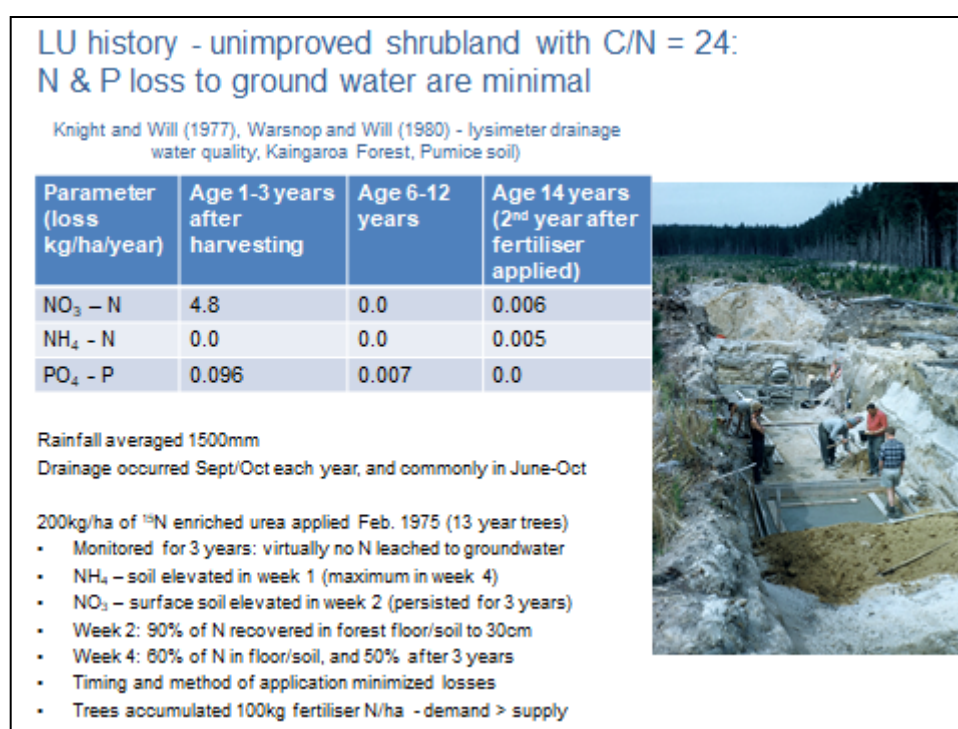 LU history - unimproved shrubland with C/N = 24:
N & P loss to ground water are minimal
Knight and Will (1977), Warsnop and Will (1980) - lysimeter drainage
water quality, Kaingaroa Forest, Pumice soil)
Parameter (loss kg/ha/year) Age 1-3 years after harvesting Age 6-12 years Age 14 years (2nd year after fertiliser applied)
NO₃ – N 4.8 0.0 0.006
NH₄ - N 0.0 0.0 0.005
PO₄ - P 0.096 0.007 0.0
Rainfall averaged 1500mm
Drainage occurred Sept/Oct each year, and commonly in June-Oct
200kg/ha of ¹⁵N enriched urea applied Feb. 1975 (13 year trees)
▪ Monitored for 3 years: virtually no N leached to groundwater
▪ NH₄ – soil elevated in week 1 (maximum in week 4)
▪ NO₃ – surface soil elevated in week 2 (persisted for 3 years)
▪ Week 2: 90% of N recovered in forest floor/soil to 30cm
▪ Week 4: 60% of N in floor/soil, and 50% after 3 years
▪ Timing and method of application minimized losses
▪ Trees accumulated 100kg fertiliser N/ha - demand > supply